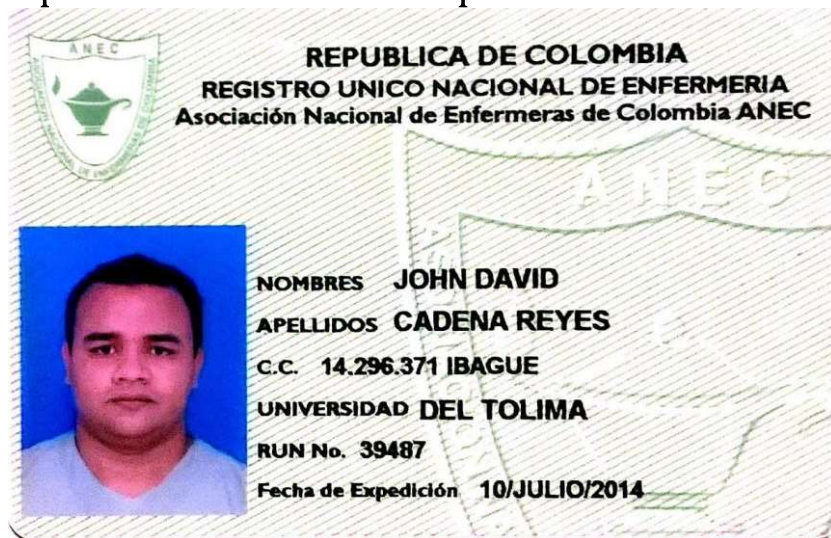 ANEC
REPUBLICA DE COLOMBIA
REGISTRO UNICO NACIONAL DE ENFERMERIA
Asociación Nacional de Enfermeras de Colombia ANEC
ANEC
NOMBRES JOHN DAVID
APELLIDOS CADENA REYES
C.C. 14.296.371 IBAGUE
UNIVERSIDAD DEL TOLIMA
RUN No. 39487
Fecha de Expedición 10/JULIO/2014